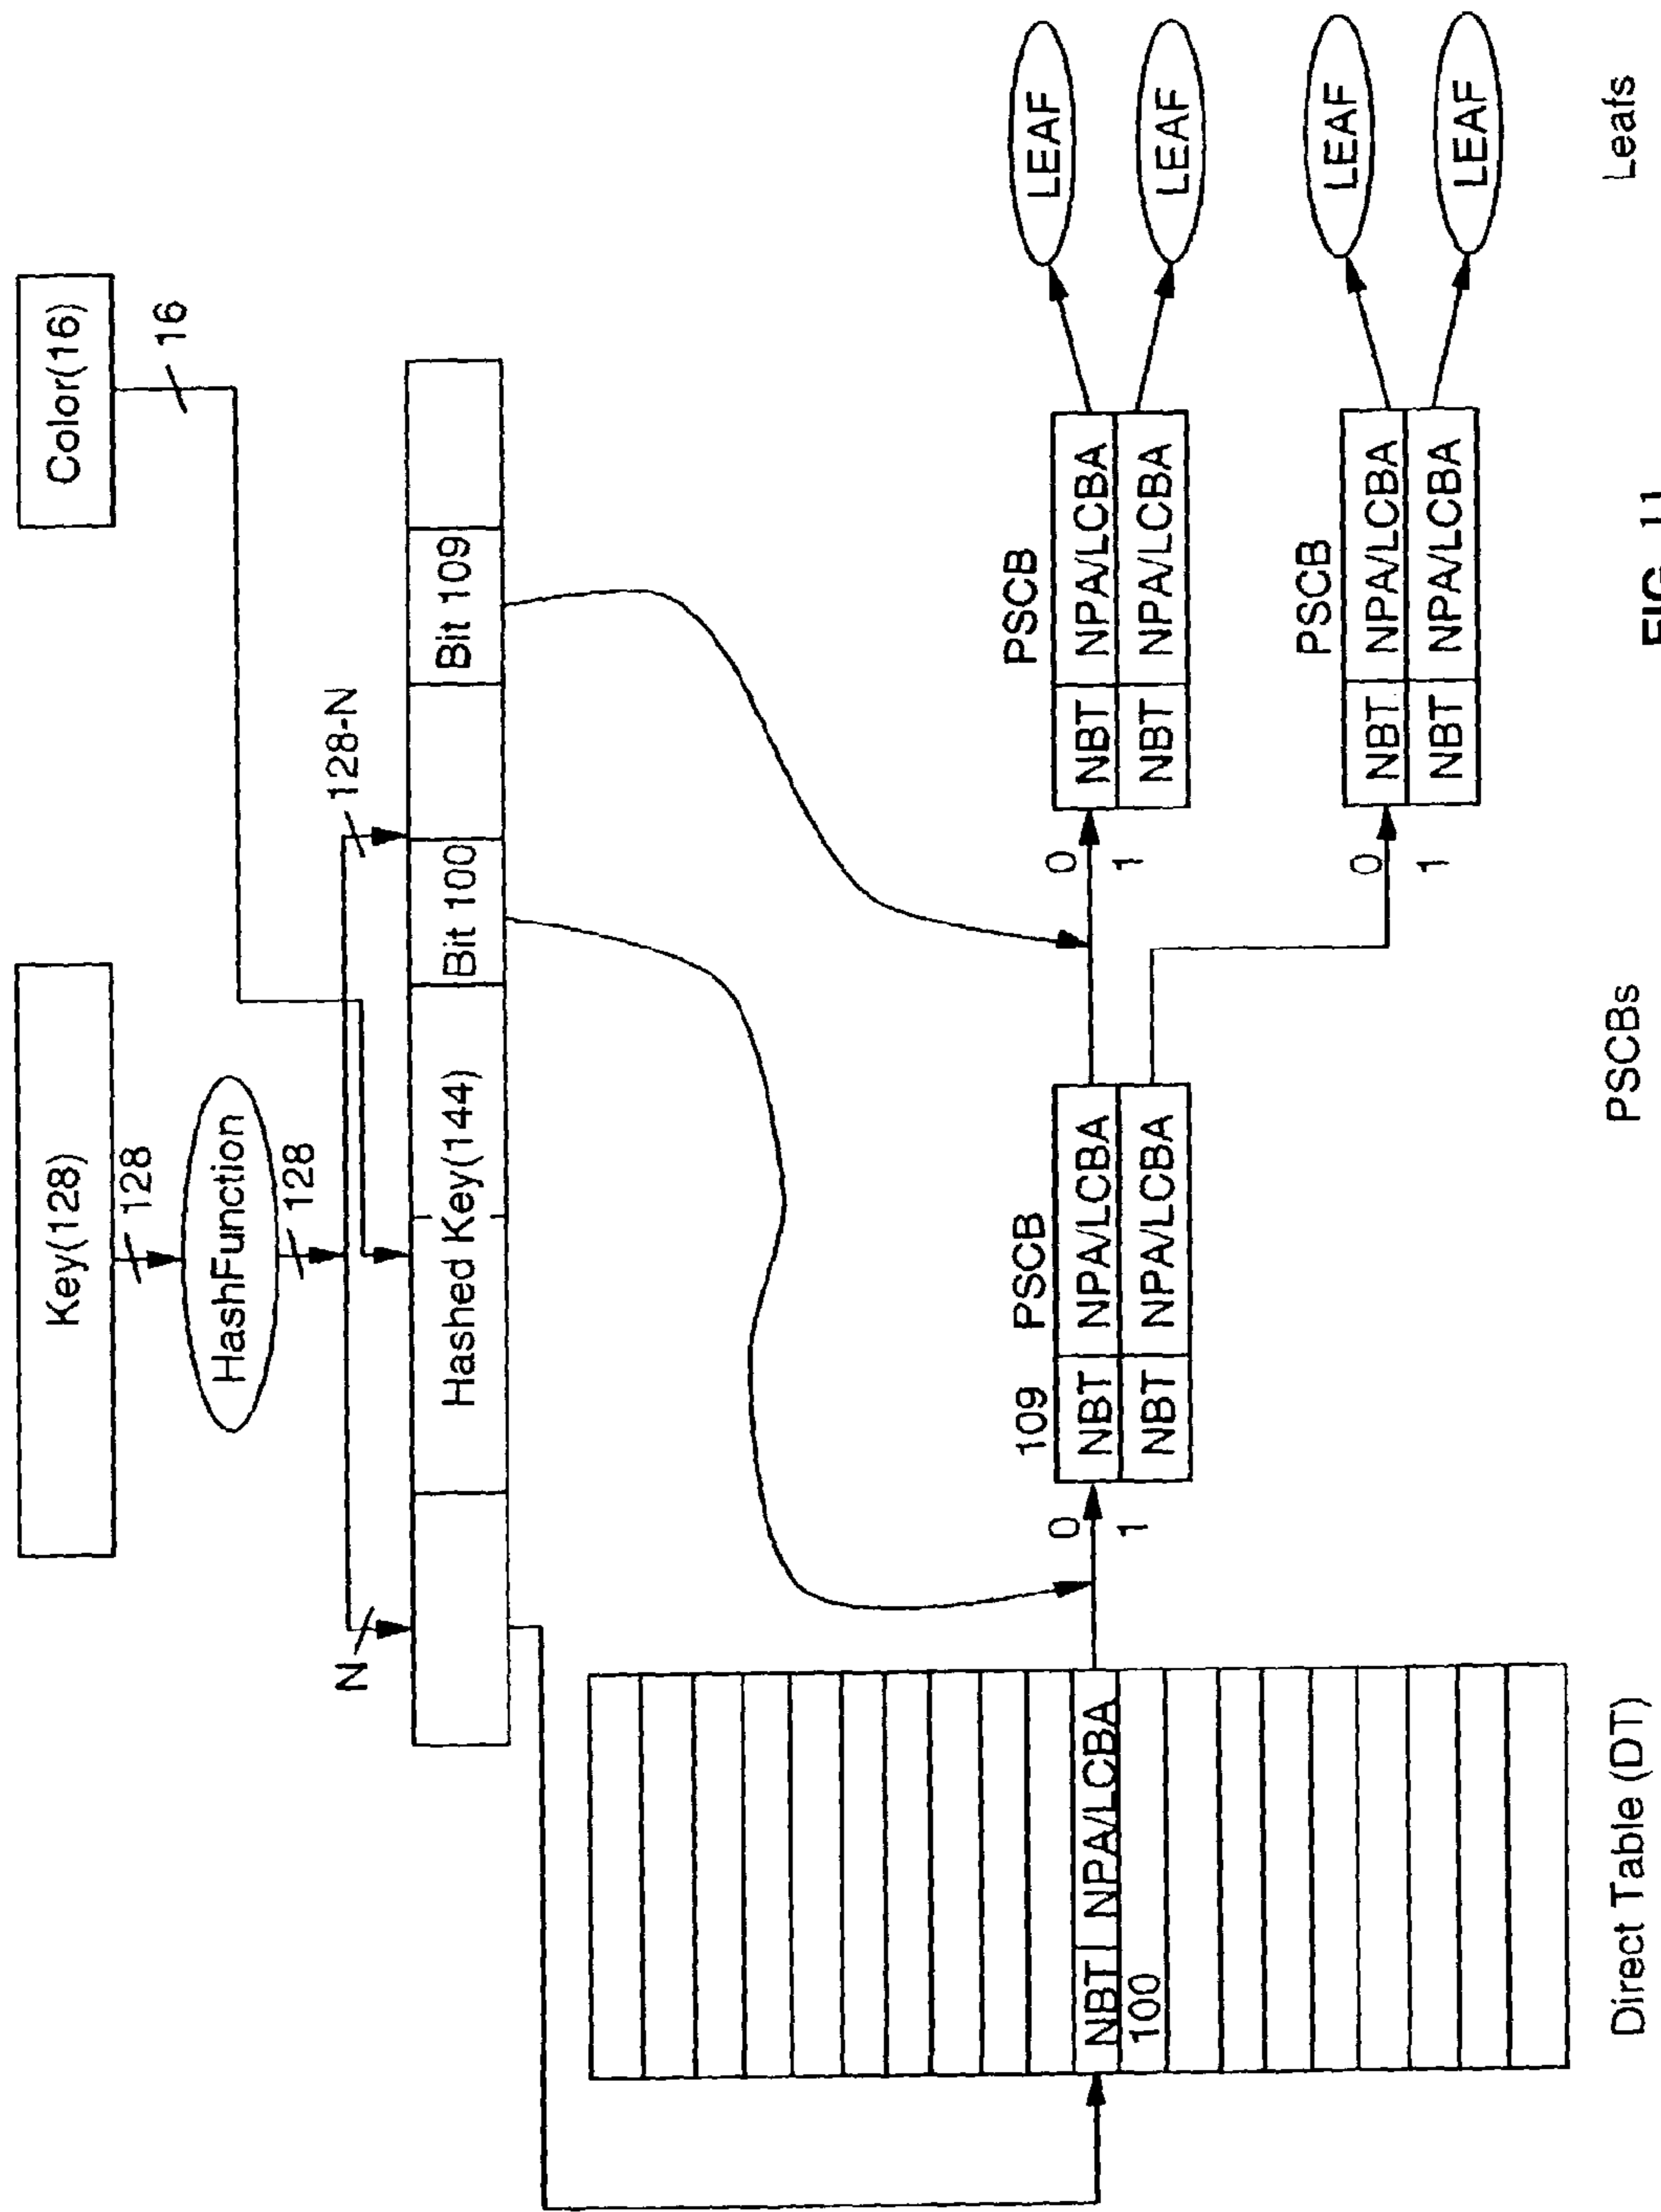 Key(128)
Color(16)
128
16
HashFunction
128
N
128-N
Hashed Key(144)
Bit 100
Bit 109
NBT NPA/LCBA
100
0
1
109 PSCB
NBT NPA/LCBA
NBT NPA/LCBA
0
1
PSCB
NBT NPA/LCBA
NBT NPA/LCBA
LEAF
LEAF
0
1
PSCB
NBT NPA/LCBA
NBT NPA/LCBA
LEAF
LEAF
Direct Table (DT)
PSCBs
Leafs
FIG. 11